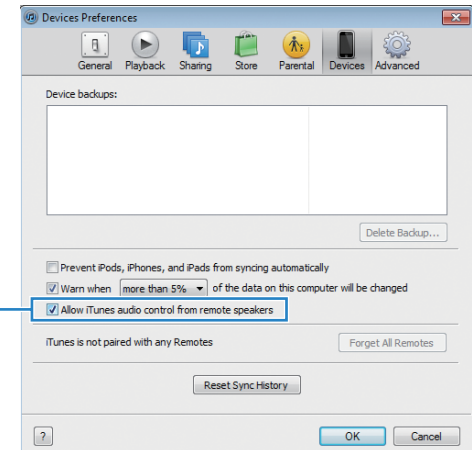 Devices Preferences
General Playback Sharing Store Parental Devices Advanced
Device backups:
Delete Backup...
Prevent iPods, iPhones, and iPads from syncing automatically
Warn when more than 5% of the data on this computer will be changed
Allow iTunes audio control from remote speakers
iTunes is not paired with any Remotes Forget All Remotes
Reset Sync History
? OK Cancel